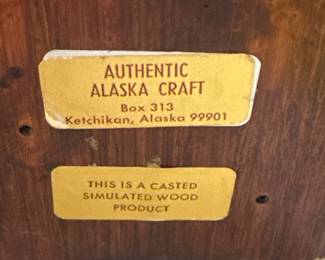 AUTHENTIC
ALASKA CRAFT
Box 313
Ketchikan, Alaska 99901
THIS IS A CASTED
SIMULATED WOOD
PRODUCT